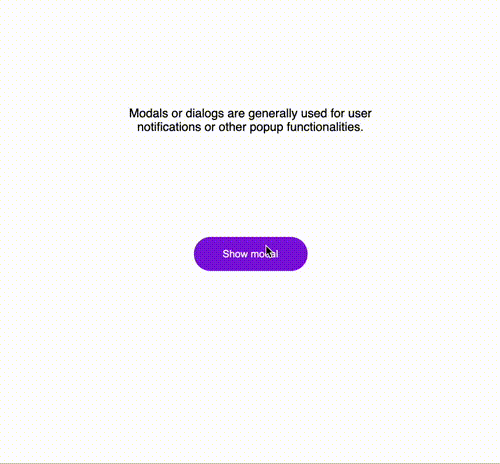 Modals or dialogs are generally used for user
notifications or other popup functionalities.
Show modal